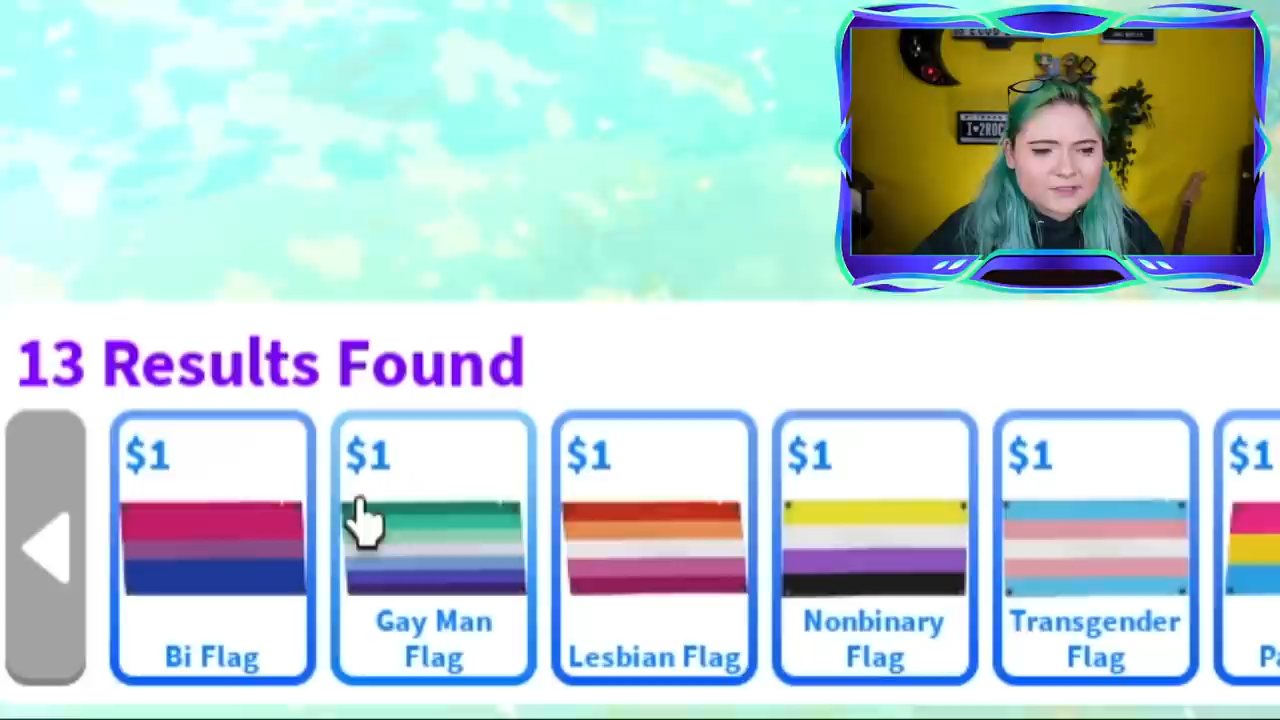 13 Results Found
$1
Bi Flag
$1
Gay Man
Flag
$1
Lesbian Flag
$1
Nonbinary
Flag
$1
Transgender
Flag
$1